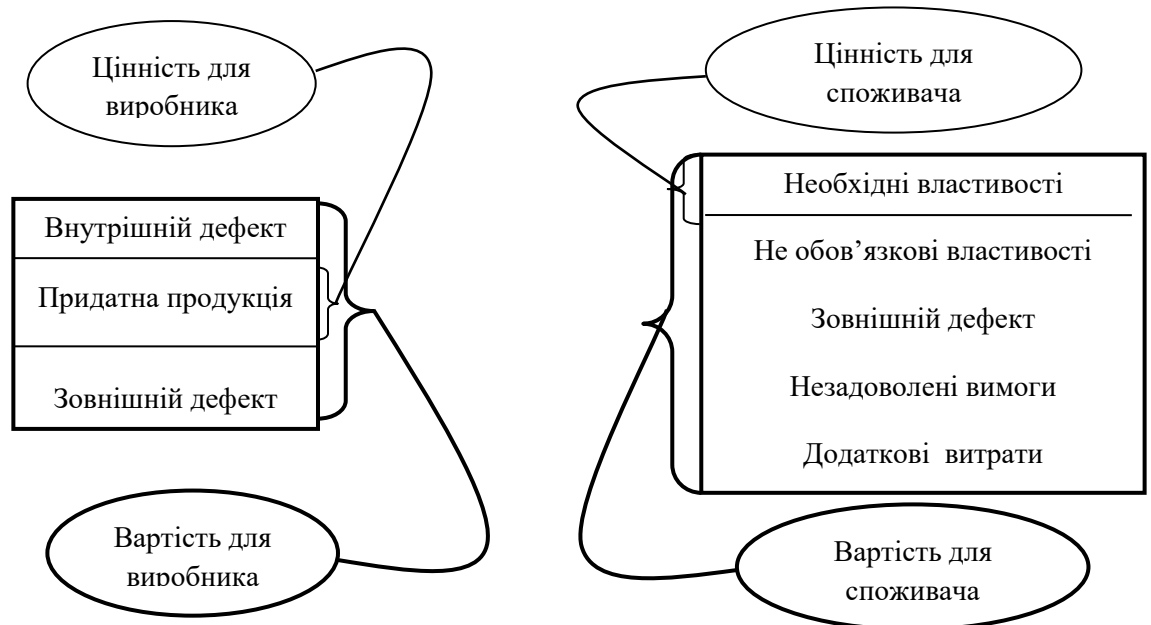 Цінність для
виробника
Внутрішній дефект
Придатна продукція
Зовнішній дефект
Вартість для
виробника
Цінність для
споживача
Необхідні властивості
Не обов’язкові властивості
Зовнішній дефект
Незадоволені вимоги
Додаткові витрати
Вартість для
споживача